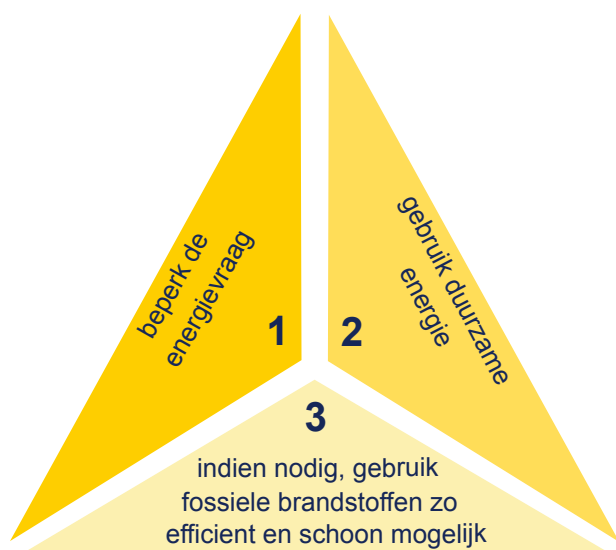 beperk de
energievraag
1
gebruik duurzame
energie
2
3
indien nodig, gebruik
fossiele brandstoffen zo
efficient en schoon mogelijk